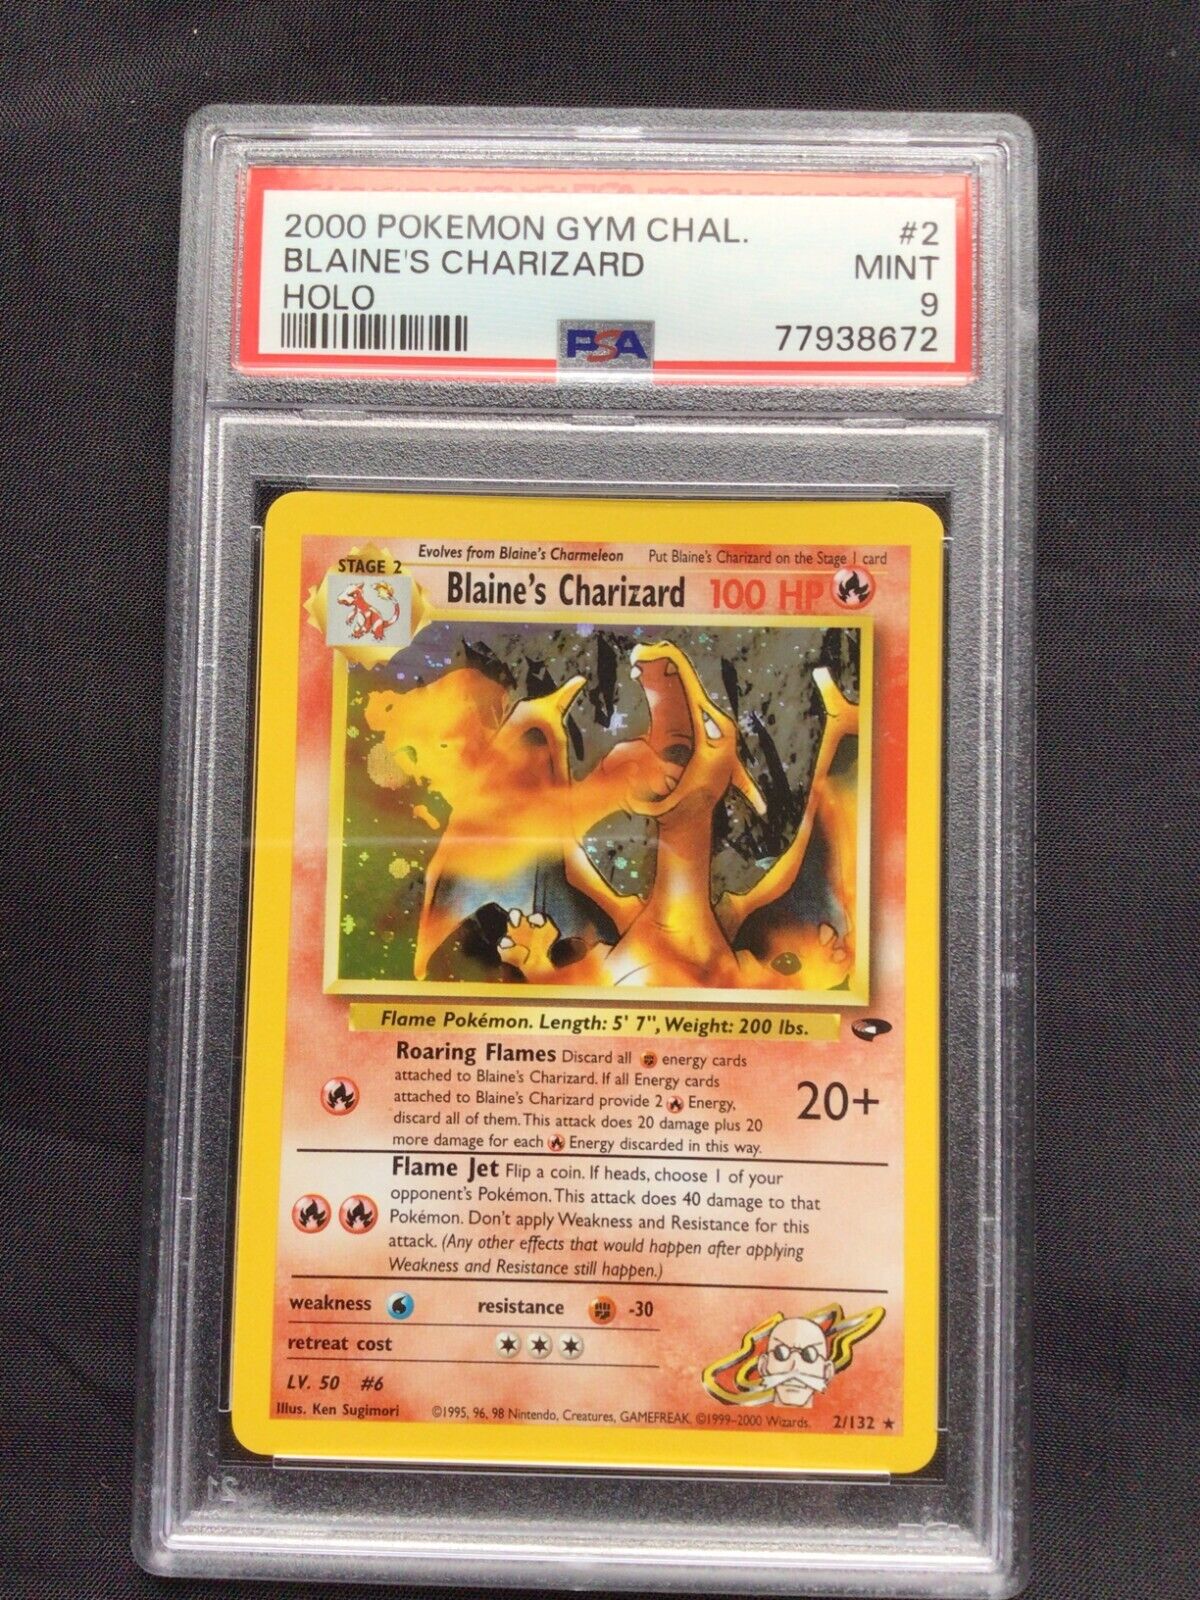 2000 POKEMON GYM CHAL. #2
BLAINE'S CHARIZARD MINT
HOLO 9
PSA 77938672
Evolves from Blaine's Charmeleon Put Blaine's Charizard on the Stage 1 card
STAGE 2
Blaine's Charizard 100 HP
Flame Pokémon. Length: 5' 7", Weight: 200 lbs.
Roaring Flames Discard all energy cards
attached to Blaine's Charizard. If all Energy cards
attached to Blaine's Charizard provide 2 Energy,
20+
discard all of them. This attack does 20 damage plus 20
more damage for each Energy discarded in this way.
Flame Jet Flip a coin. If heads, choose 1 of your
opponent's Pokémon. This attack does 40 damage to that
Pokémon. Don't apply Weakness and Resistance for this
attack. (Any other effects that would happen after applying
Weakness and Resistance still happen.)
weakness resistance -30
retreat cost
LV. 50 #6
Illus. Ken Sugimori ©1995, 96, 98 Nintendo, Creatures, GAMEFREAK. ©1999-2000 Wizards. 2/132 ★